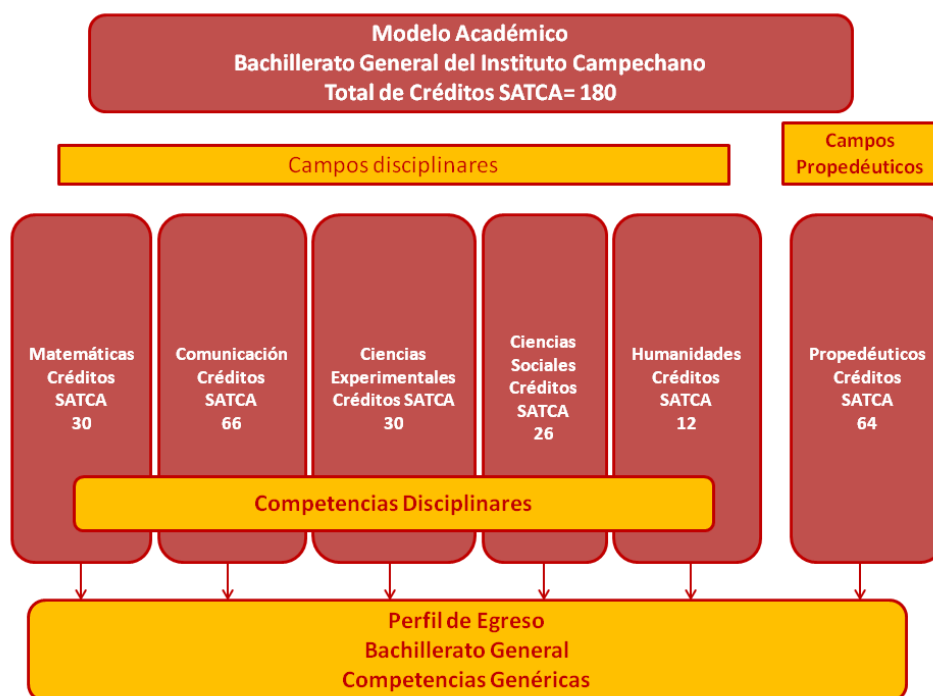 Modelo Académico
Bachillerato General del Instituto Campechano
Total de Créditos SATCA= 180
Campos disciplinares
Campos
Propedéuticos
Matemáticas
Créditos
SATCA
30
Comunicación
Créditos
SATCA
66
Ciencias
Experimentales
Créditos SATCA
30
Ciencias
Sociales
Créditos
SATCA
26
Humanidades
Créditos
SATCA
12
Propedéuticos
Créditos
SATCA
64
Competencias Disciplinares
Perfil de Egreso
Bachillerato General
Competencias Genéricas